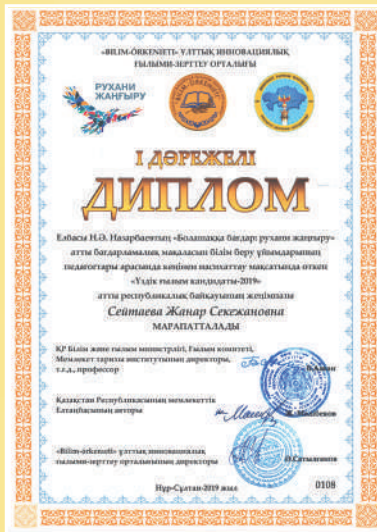 «BILIM-ÓRKENIETI» ҰЛТТЫҚ ИННОВАЦИЯЛЫҚ
ҒЫЛЫМИ-ЗЕРТТЕУ ОРТАЛЫҒЫ
РУХАНИ
ЖАҢҒЫРУ
І ДӘРЕЖЕЛІ
ДИПЛОМ
Елбасы Н.Ә. Назарбаевтың «Болашаққа бағдар: рухани жаңғыру»
атты бағдарламалық мақаласын білім беру ұйымдарының
педагогтары арасында кеңінен насихаттау мақсатында өткен
«Үздік ғылым кандидаты-2019»
атты республикалық байқауының жеңімпазы
Сейтаева Жанар Секежановна
МАРАПАТТАЛАДЫ
ҚР Білім және ғылым министрлігі, Ғылым комитеті,
Мемлекет тарихы институтының директоры,
т.ғ.д., профессор
Қазақстан Республикасының мемлекеттік
Елтаңбасының авторы
«Bilim-órkenieti» ұлттық инновациялық
ғылыми-зерттеу орталығының директоры
Нұр-Сұлтан-2019 жыл
0108